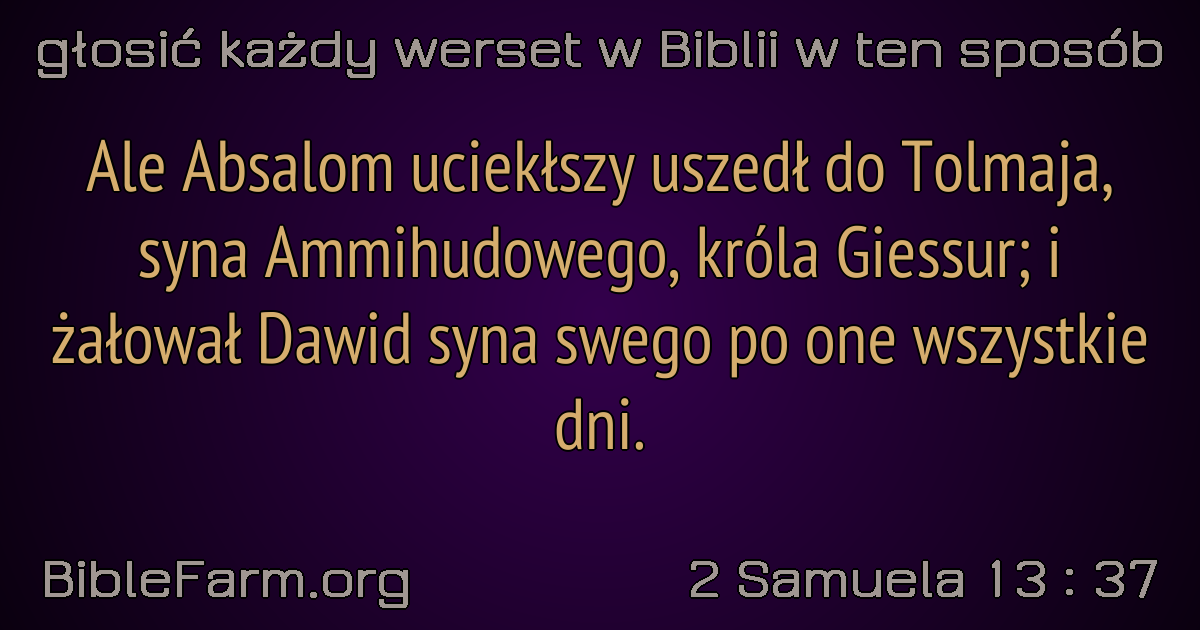 głosić każdy werset w Biblii w ten sposób
Ale Absalom uciekłszy uszedł do Tolmaja,
syna Ammihudowego, króla Giessur; i
żałował Dawid syna swego po one wszystkie
dni.
BibleFarm.org
2 Samuela 13 : 37